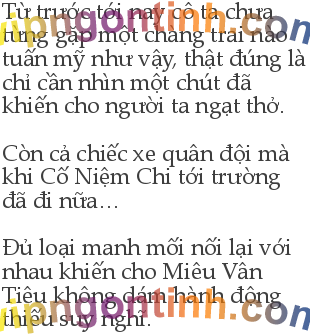 Từ trước tới nay cô ta chưa
từng gặp một chàng trai nào
tuấn mỹ như vậy, thật đúng là
chỉ cần nhìn một chút đã
khiến cho người ta ngạt thở.
Còn cả chiếc xe quân đội mà
khi Cố Niệm Chi tới trường
đã đi nữa...
Đủ loại manh mối nối lại với
nhau khiến cho Miêu Vân
Tiêu không dám hành động
thiếu suy nghĩ.